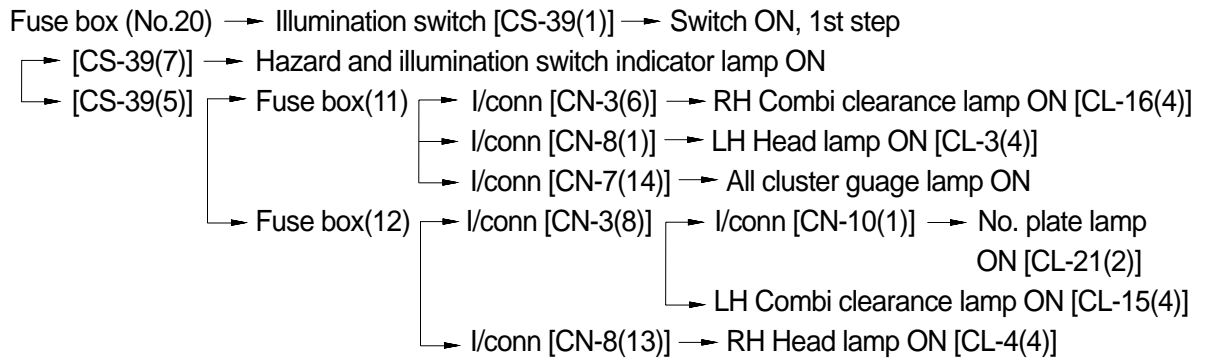 Fuse box (No.20) → Illumination switch [CS-39(1)] → Switch ON, 1st step
[CS-39(7)] → Hazard and illumination switch indicator lamp ON
[CS-39(5)] → Fuse box(11) → I/conn [CN-3(6)] → RH Combi clearance lamp ON [CL-16(4)]
I/conn [CN-8(1)] → LH Head lamp ON [CL-3(4)]
I/conn [CN-7(14)] → All cluster guage lamp ON
Fuse box(12) → I/conn [CN-3(8)] → I/conn [CN-10(1)] → No. plate lamp
ON [CL-21(2)]
LH Combi clearance lamp ON [CL-15(4)]
I/conn [CN-8(13)] → RH Head lamp ON [CL-4(4)]